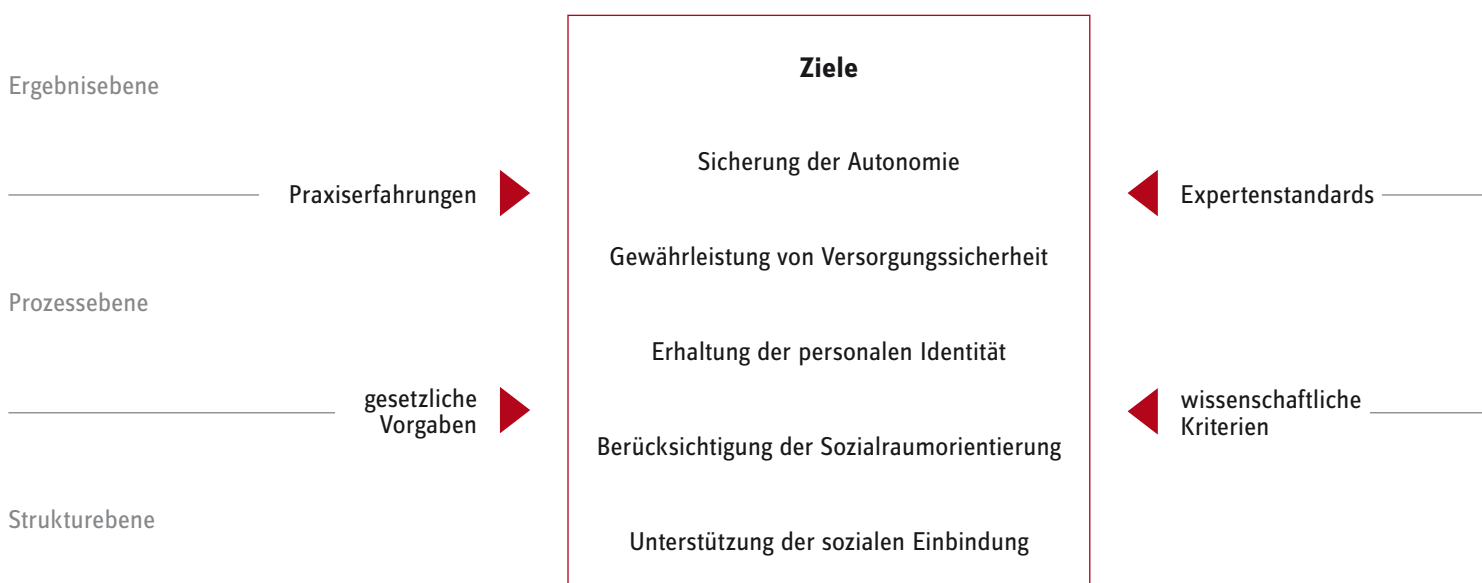 Ergebnisebene
Ziele
Sicherung der Autonomie
Praxiserfahrungen
Expertenstandards
Gewährleistung von Versorgungssicherheit
Prozessebene
Erhaltung der personalen Identität
gesetzliche
Vorgaben
wissenschaftliche
Kriterien
Berücksichtigung der Sozialraumorientierung
Strukturebene
Unterstützung der sozialen Einbindung